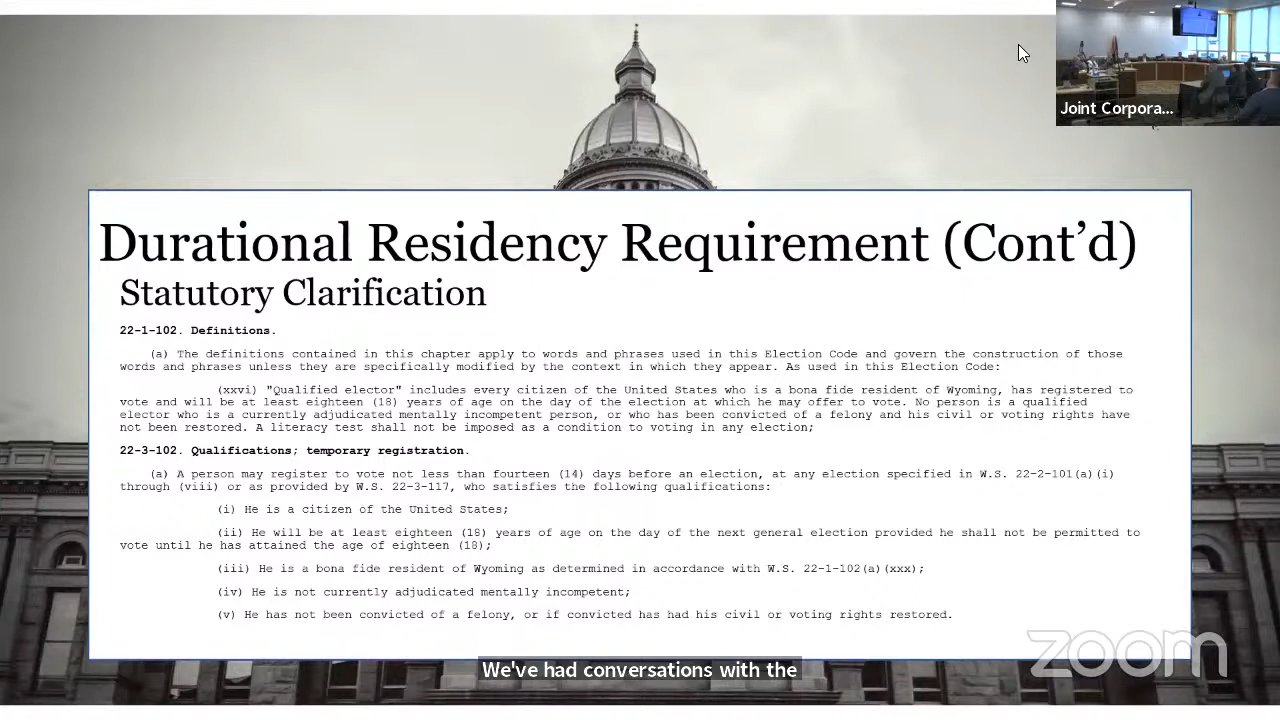 Joint Corpora...
Durational Residency Requirement (Cont’d)
Statutory Clarification
22-1-102. Definitions.
(a) The definitions contained in this chapter apply to words and phrases used in this Election Code and govern the construction of those
words and phrases unless they are specifically modified by the context in which they appear. As used in this Election Code:
(xxvi) "Qualified elector" includes every citizen of the United States who is a bona fide resident of Wyoming, has registered to
vote and will be at least eighteen (18) years of age on the day of the election at which he may offer to vote. No person is a qualified
elector who is a currently adjudicated mentally incompetent person, or who has been convicted of a felony and his civil or voting rights have
not been restored. A literacy test shall not be imposed as a condition to voting in any election;
22-3-102. Qualifications; temporary registration.
(a) A person may register to vote not less than fourteen (14) days before an election, at any election specified in W.S. 22-2-101(a)(i)
through (viii) or as provided by W.S. 22-3-117, who satisfies the following qualifications:
(i) He is a citizen of the United States;
(ii) He will be at least eighteen (18) years of age on the day of the next general election provided he shall not be permitted to
vote until he has attained the age of eighteen (18);
(iii) He is a bona fide resident of Wyoming as determined in accordance with W.S. 22-1-102(a)(xxx);
(iv) He is not currently adjudicated mentally incompetent;
(v) He has not been convicted of a felony, or if convicted has had his civil or voting rights restored.
zoom
We've had conversations with the